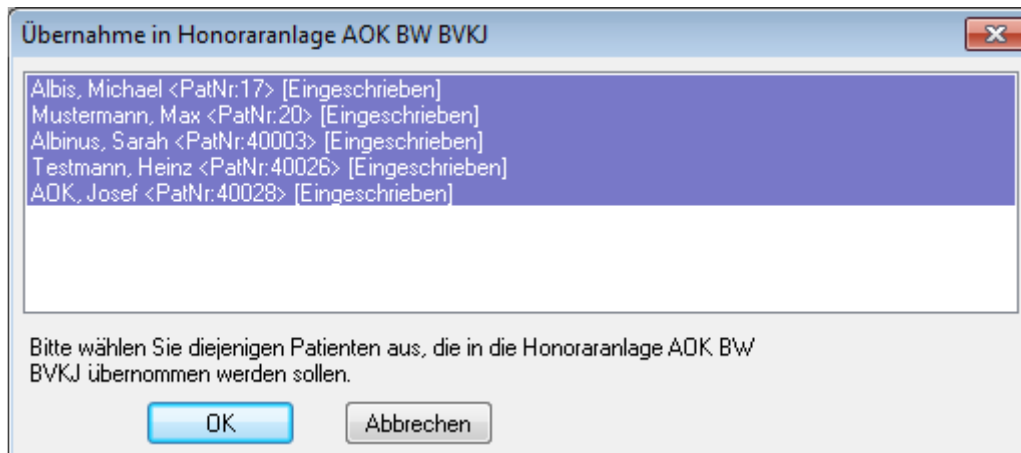 Übernahme in Honoraranlage AOK BW BVKJ
Albis, Michael <PatNr:17> [Eingeschrieben]
Mustermann, Max <PatNr:20> [Eingeschrieben]
Albinus, Sarah <PatNr:40003> [Eingeschrieben]
Testmann, Heinz <PatNr:40026> [Eingeschrieben]
AOK, Josef <PatNr:40028> [Eingeschrieben]
Bitte wählen Sie diejenigen Patienten aus, die in die Honoraranlage AOK BW
BVKJ übernommen werden sollen.
OK Abbrechen